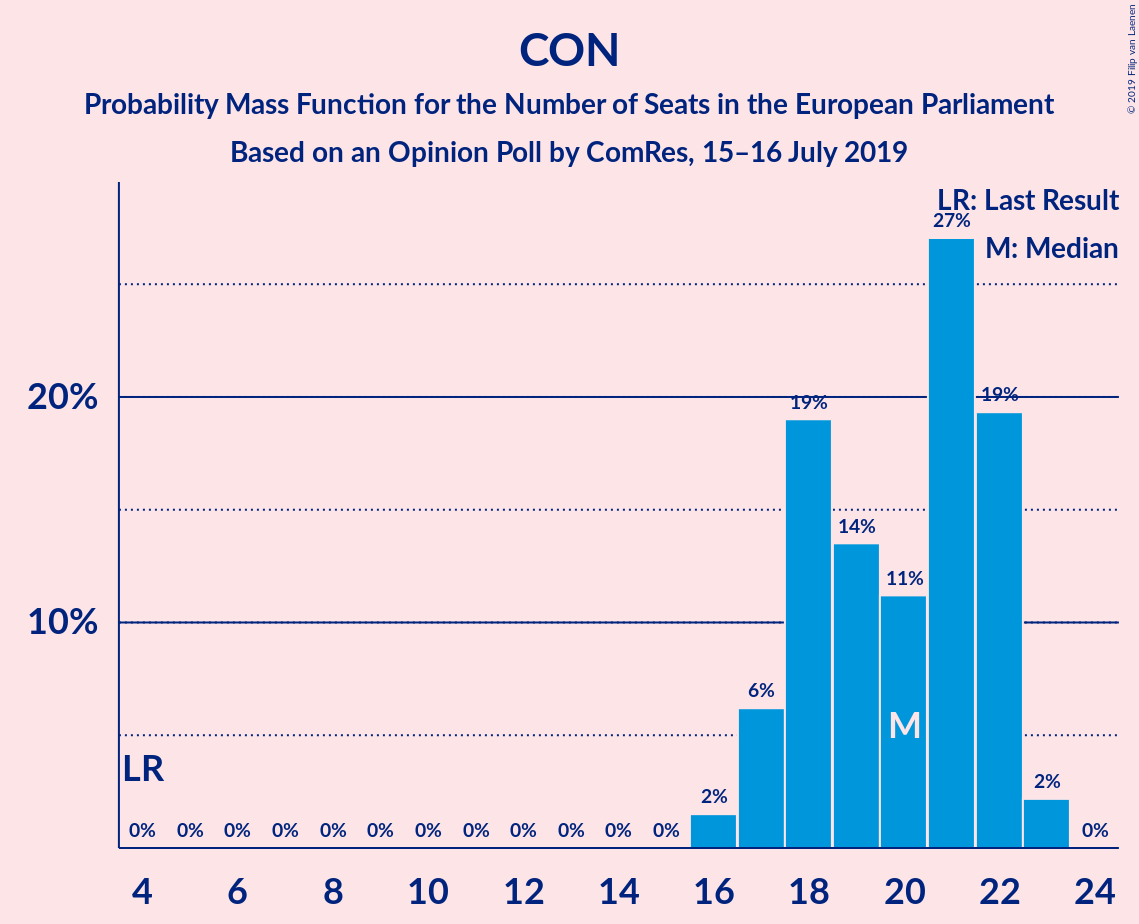 CON
Probability Mass Function for the Number of Seats in the European Parliament
Based on an Opinion Poll by ComRes, 15–16 July 2019
© 2019 Filip van Laenen
LR: Last Result
M: Median
27%
20%
19%
19%
14%
11%
10%
6%
M
LR
2%
2%
0% 0% 0% 0% 0% 0% 0% 0% 0% 0% 0% 0% 0%
4 6 8 10 12 14 16 18 20 22 24